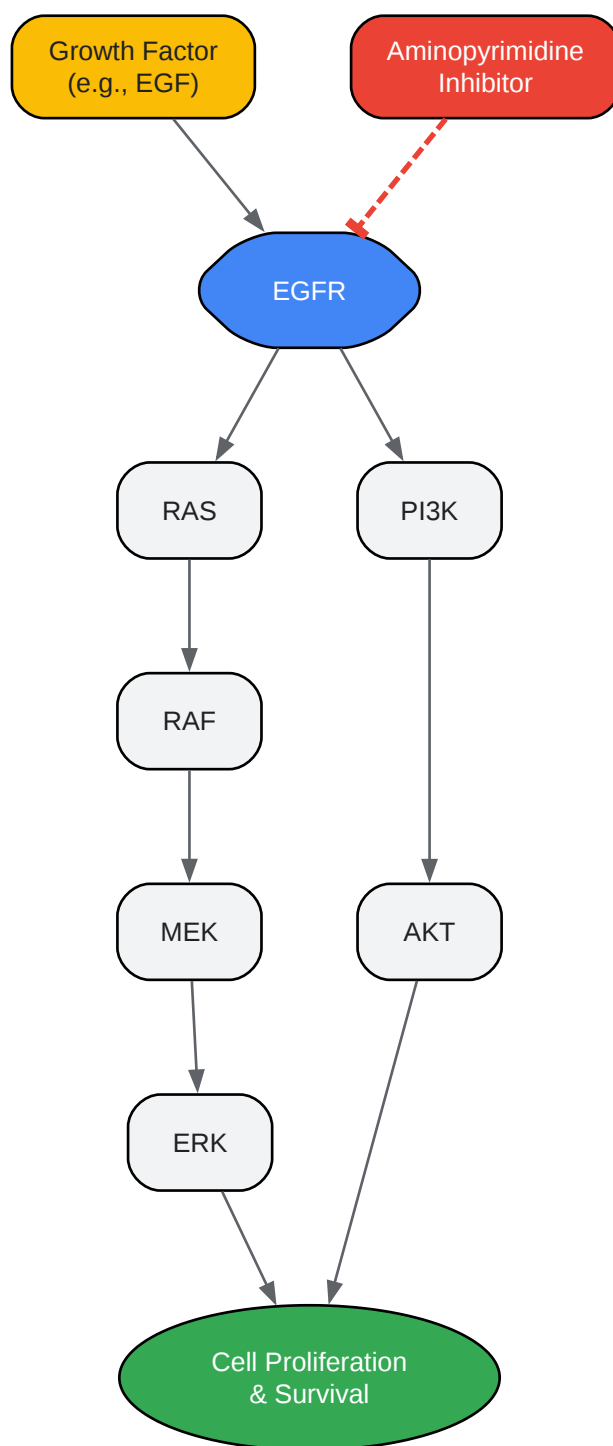 Growth Factor
(e.g., EGF)
Aminopyrimidine
Inhibitor
EGFR
RAS
PI3K
RAF
MEK
AKT
ERK
Cell Proliferation
& Survival